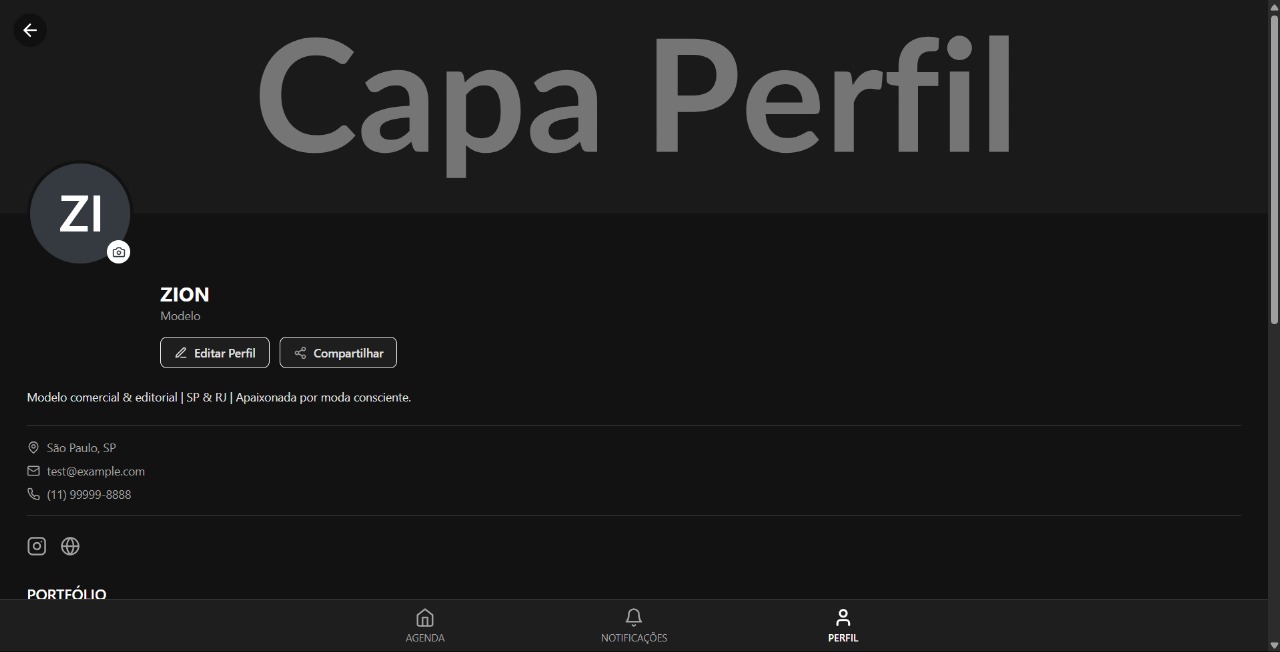 Capa Perfil
ZI
ZION
Modelo
Editar Perfil
Compartilhar
Modelo comercial & editorial | SP & RJ | Apaixonada por moda consciente.
São Paulo, SP
test@example.com
(11) 99999-8888
PORTFÓLIO
AGENDA
NOTIFICAÇÕES
PERFIL